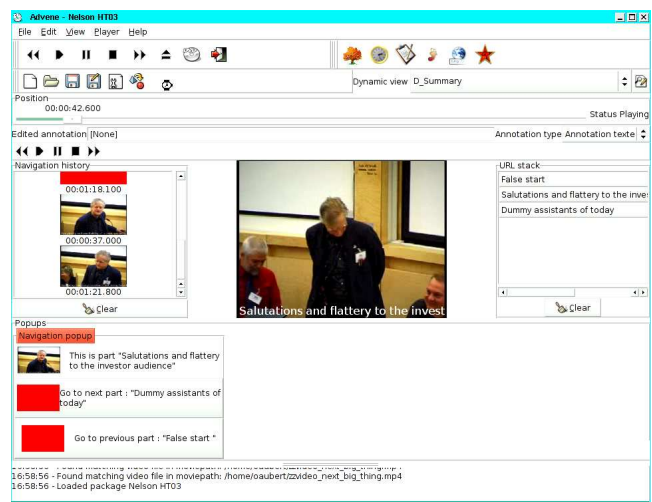 Advene - Nelson HT03
File Edit View Player Help
Dynamic view D_Summary
Position
00:00:42.600
Status Playing
Edited annotation [None] Annotation type Annotation texte
Navigation history
00:01:18.100
00:00:37.000
00:01:21.800
Clear
Salutations and flattery to the invest
URL stack
False start
Salutations and flattery to the inve
Dummy assistants of today
Clear
Popups
Navigation popup
This is part "Salutations and flattery
to the investor audience"
Go to next part : "Dummy assistants of
today"
Go to previous part : "False start "
16:58:56 - Found matching video file in moviepath: /home/oaubert/zzvideo_next_big_thing.mp4
16:58:56 - Loaded package Nelson HT03